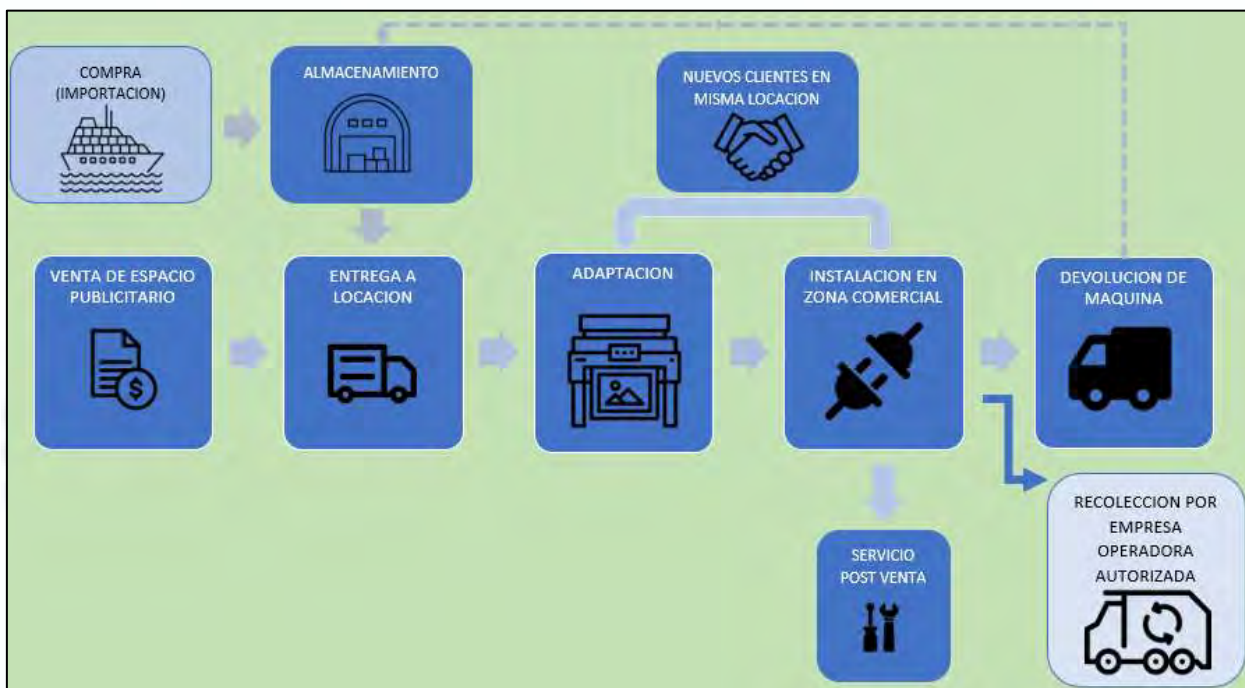 COMPRA
(IMPORTACION)
ALMACENAMIENTO
NUEVOS CLIENTES EN
MISMA LOCACION
VENTA DE ESPACIO
PUBLICITARIO
$
ENTREGA A
LOCACION
ADAPTACION
INSTALACION EN
ZONA COMERCIAL
DEVOLUCION DE
MAQUINA
SERVICIO
POST VENTA
RECOLECCION POR
EMPRESA
OPERADORA
AUTORIZADA